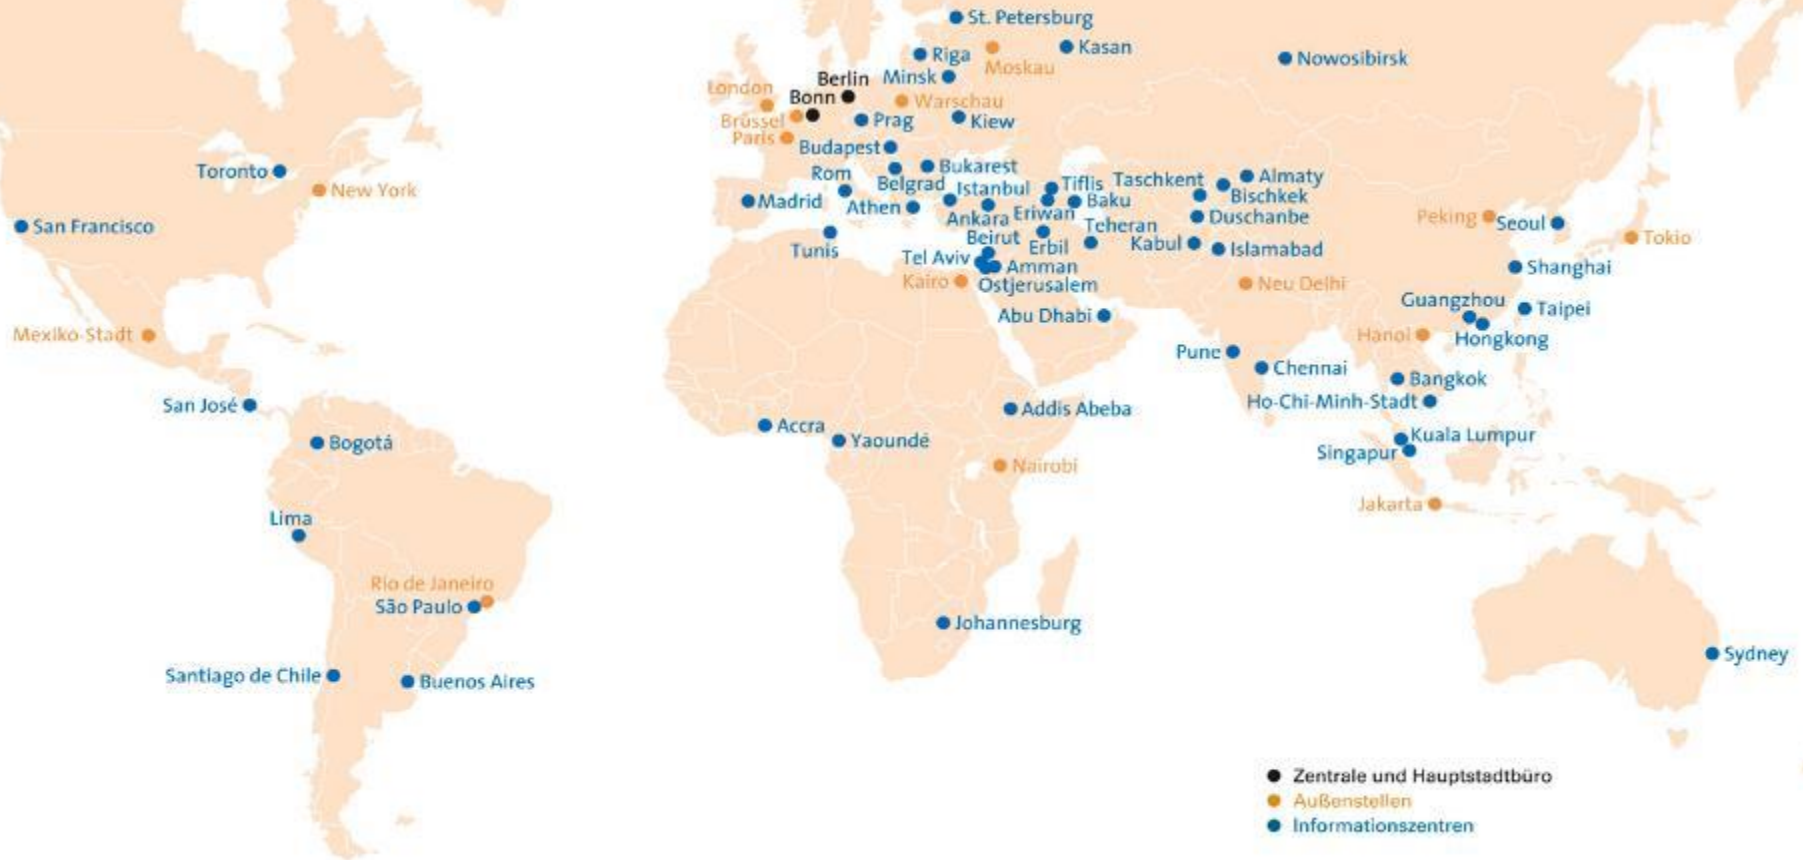 St. Petersburg
Kasan
Riga
Moskau
Nowosibirsk
Minsk
Berlin
London
Bonn
Warschau
Brüssel
Prag
Kiew
Paris
Budapest
Toronto
Rom
Bukarest
Belgrad
Istanbul
Tiflis
Taschkent
Almaty
New York
Bischkek
Madrid
Athen
Ankara
Eriwan
Baku
Duschanbe
Peking
Seoul
San Francisco
Teheran
Tokio
Tunis
Beirut
Erbil
Kabul
Islamabad
Tel Aviv
Amman
Shanghai
Kairo
Ostjerusalem
Neu Delhi
Guangzhou
Taipei
Abu Dhabi
Mexiko-Stadt
Hanoi
Hongkong
Pune
Chennai
Bangkok
San José
Ho-Chi-Minh-Stadt
Addis Abeba
Accra
Bogotá
Yaoundé
Kuala Lumpur
Singapur
Nairobi
Jakarta
Lima
Rio de Janeiro
São Paulo
Johannesburg
Sydney
Santiago de Chile
Buenos Aires
Zentrale und Hauptstadtbüro
Außenstellen
Informationszentren